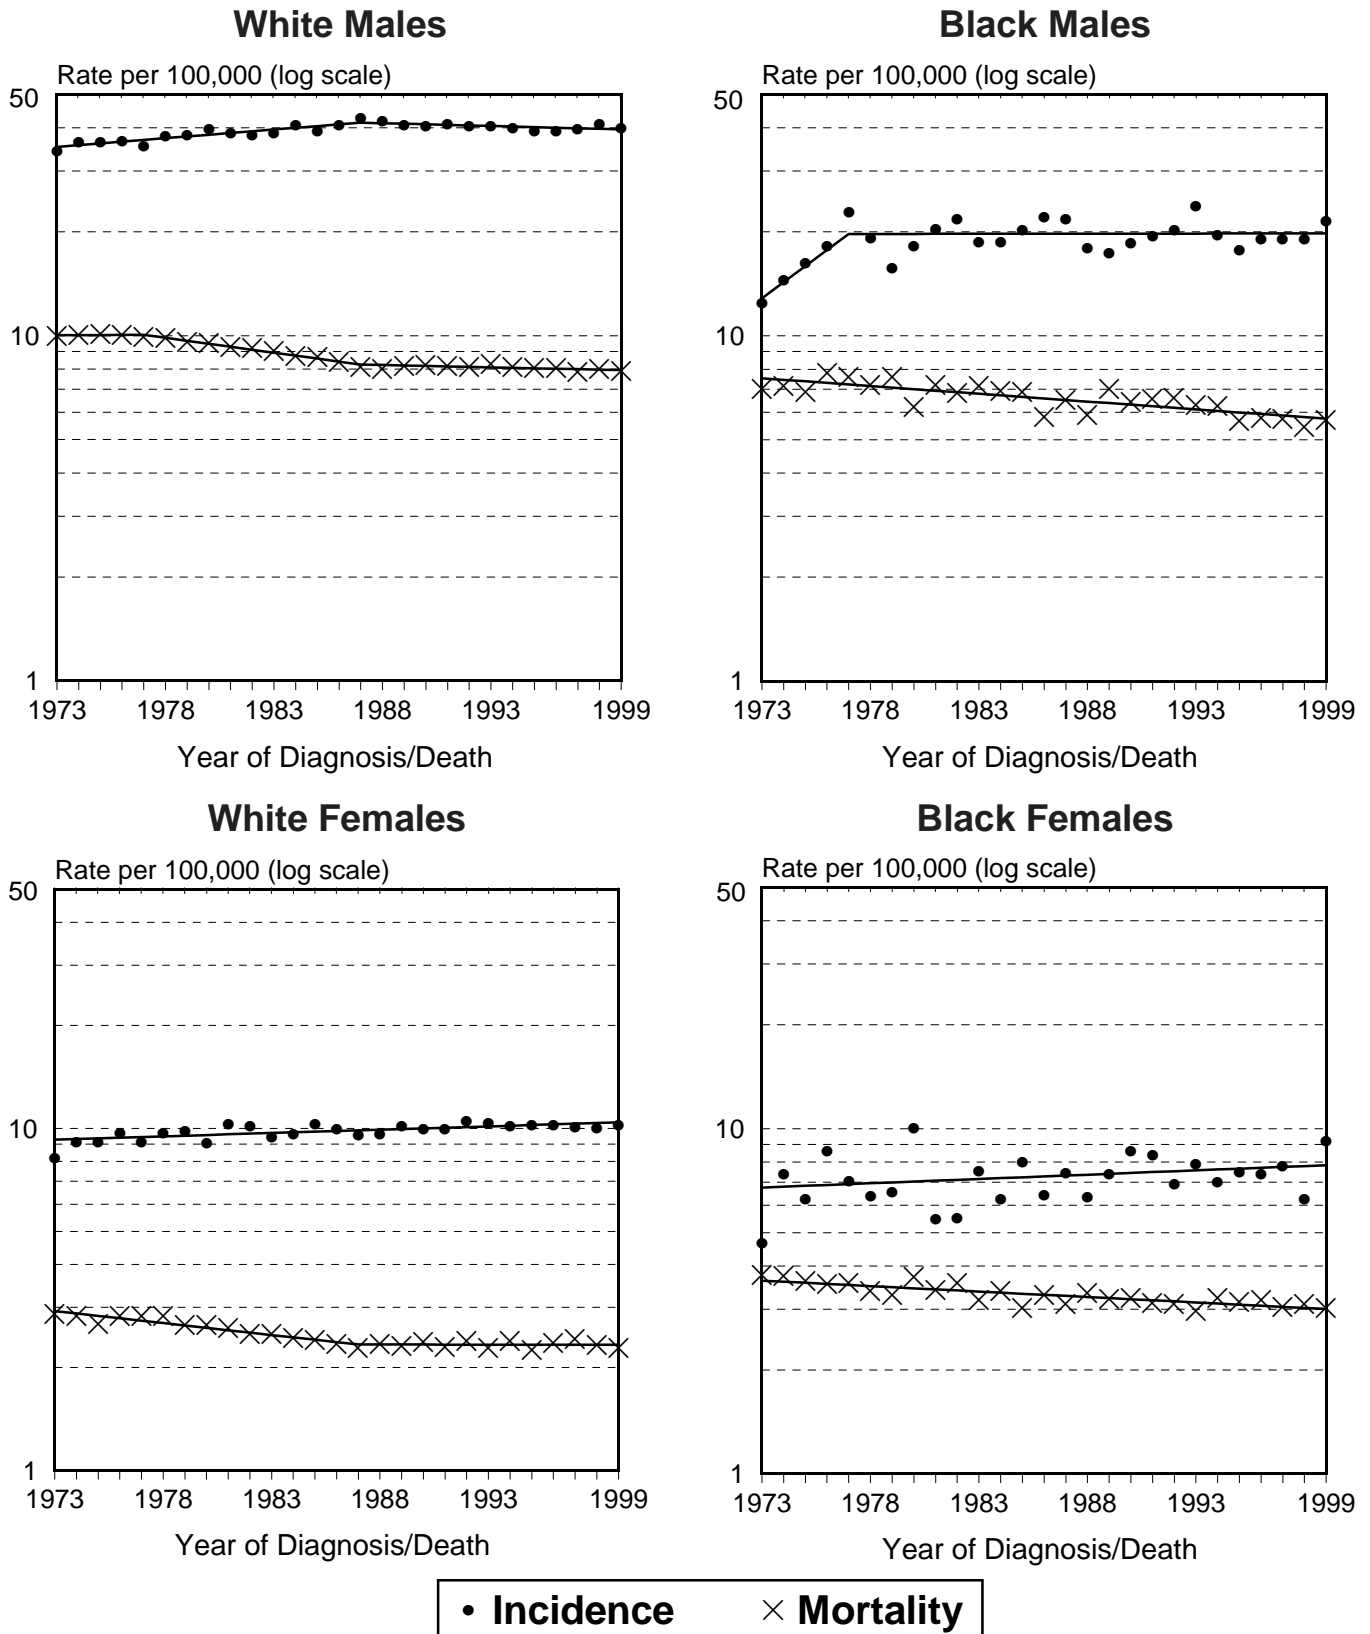 White Males
Rate per 100,000 (log scale)
50
10
1
1973 1978 1983 1988 1993 1999
Year of Diagnosis/Death
Black Males
Rate per 100,000 (log scale)
50
10
1
1973 1978 1983 1988 1993 1999
Year of Diagnosis/Death
White Females
Rate per 100,000 (log scale)
50
10
1
1973 1978 1983 1988 1993 1999
Year of Diagnosis/Death
Black Females
Rate per 100,000 (log scale)
50
10
1
1973 1978 1983 1988 1993 1999
Year of Diagnosis/Death
Incidence Mortality